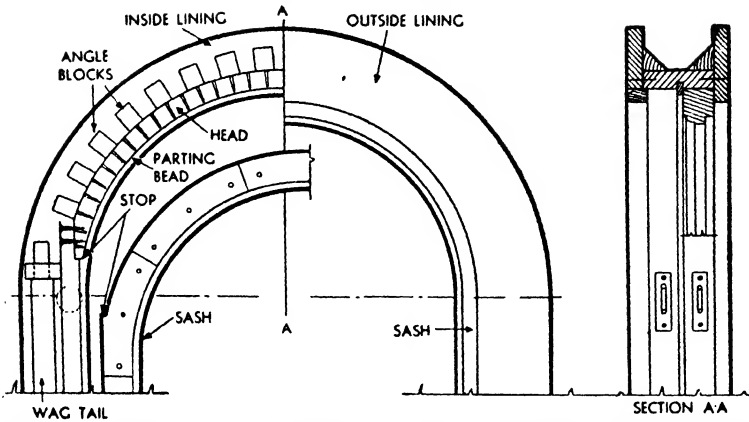 A
INSIDE LINING
OUTSIDE LINING
ANGLE
BLOCKS
HEAD
PARTING
BEAD
STOP
SASH
A
SASH
WAG TAIL
SECTION A·A